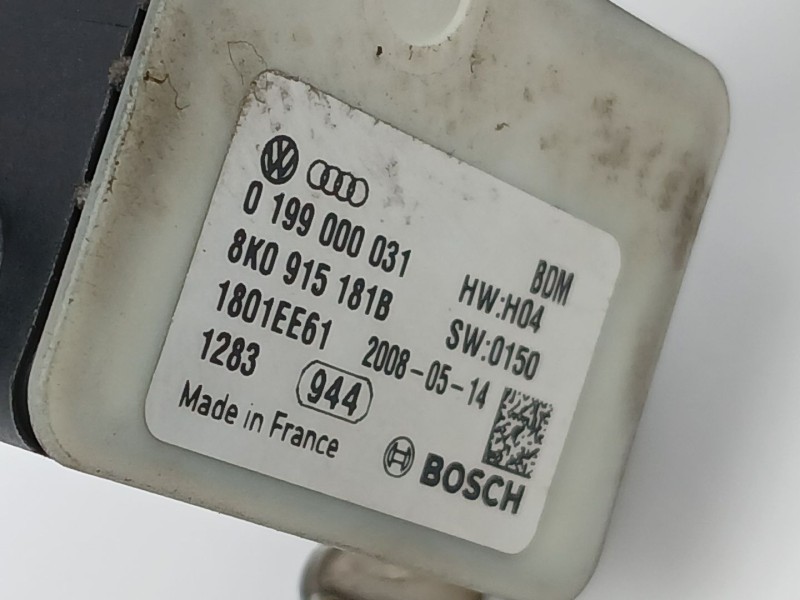 0 199 000 031
BDM
8K0 915 181B
HW:H04
1801EE61
SW:0150
1283
2008-05-14
944
Made in France
BOSCH